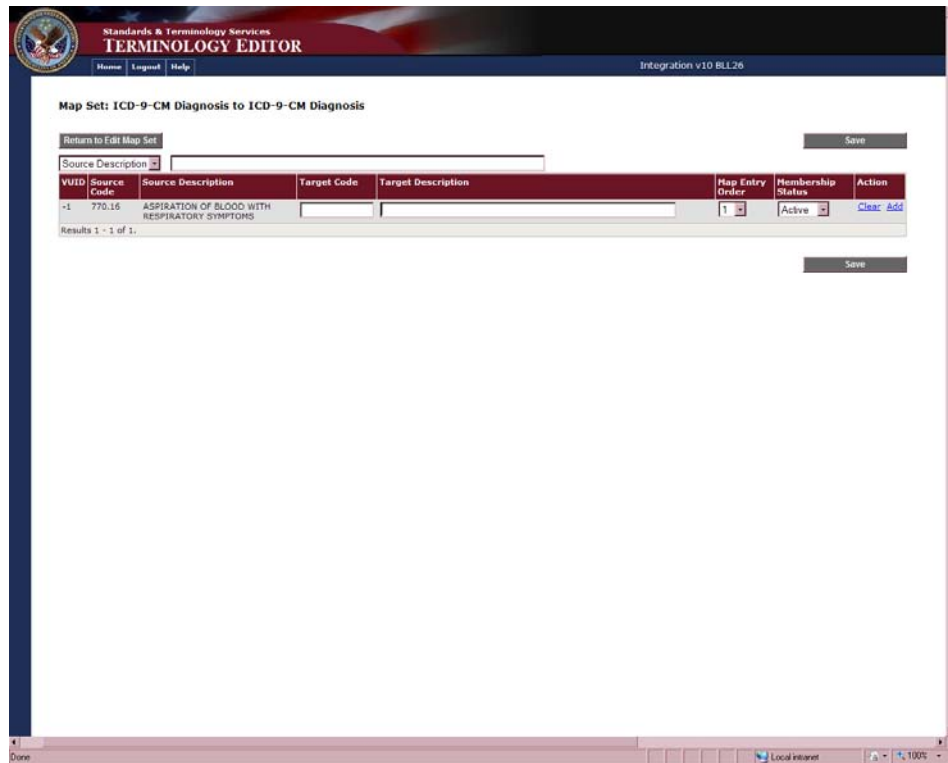 Standards & Terminology Services
TERMINOLOGY EDITOR
Home Logout Help
Integration v10 BLL26
Map Set: ICD-9-CM Diagnosis to ICD-9-CM Diagnosis
Return to Edit Map Set
Save
Source Description
VUID Source Code Source Description Target Code Target Description Map Entry Order Membership Status Action
-1 770.16 ASPIRATION OF BLOOD WITH RESPIRATORY SYMPTOMS 1 Active Clear Add
Results 1 - 1 of 1.
Save
Done
Local intranet
100%